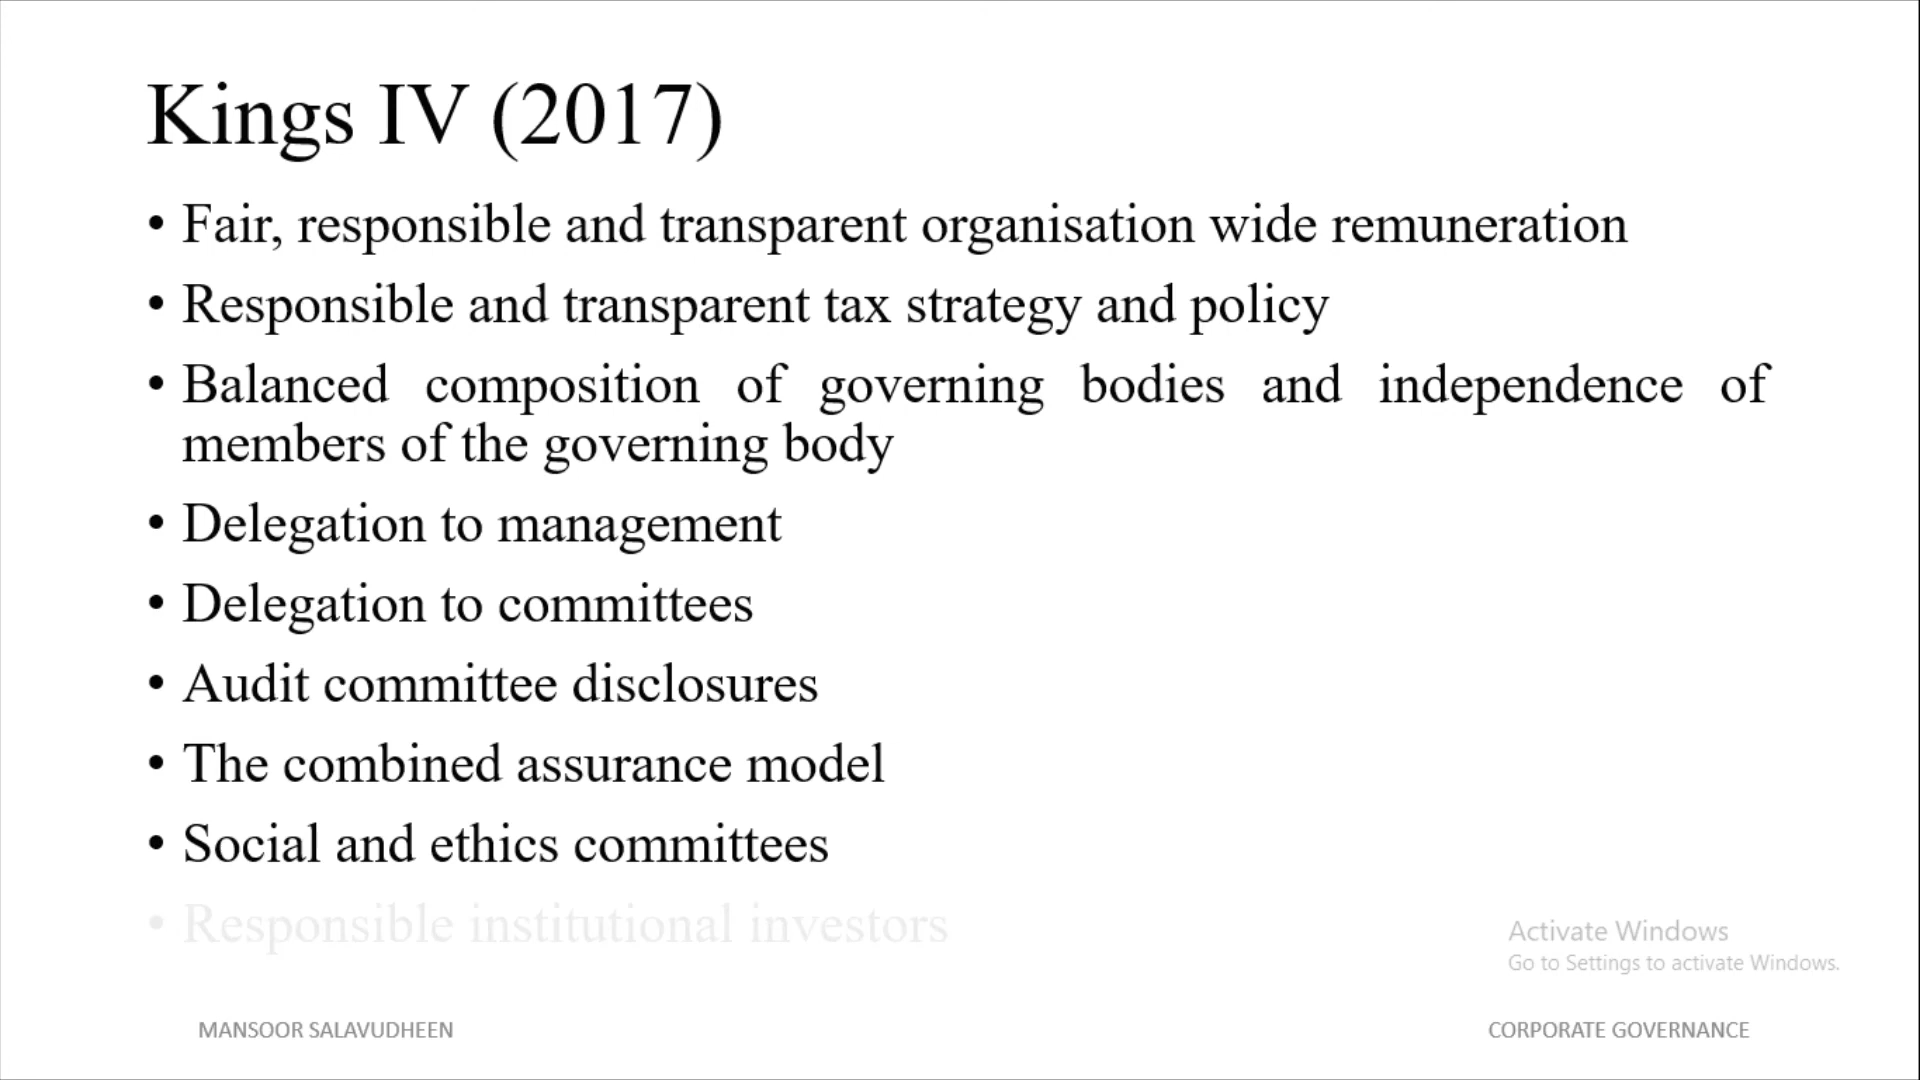 Kings IV (2017)
• Fair, responsible and transparent organisation wide remuneration
• Responsible and transparent tax strategy and policy
• Balanced composition of governing bodies and independence of
members of the governing body
• Delegation to management
• Delegation to committees
• Audit committee disclosures
• The combined assurance model
• Social and ethics committees
• Responsible institutional investors
Activate Windows
Go to Settings to activate Windows.
MANSOOR SALAVUDHEEN
CORPORATE GOVERNANCE